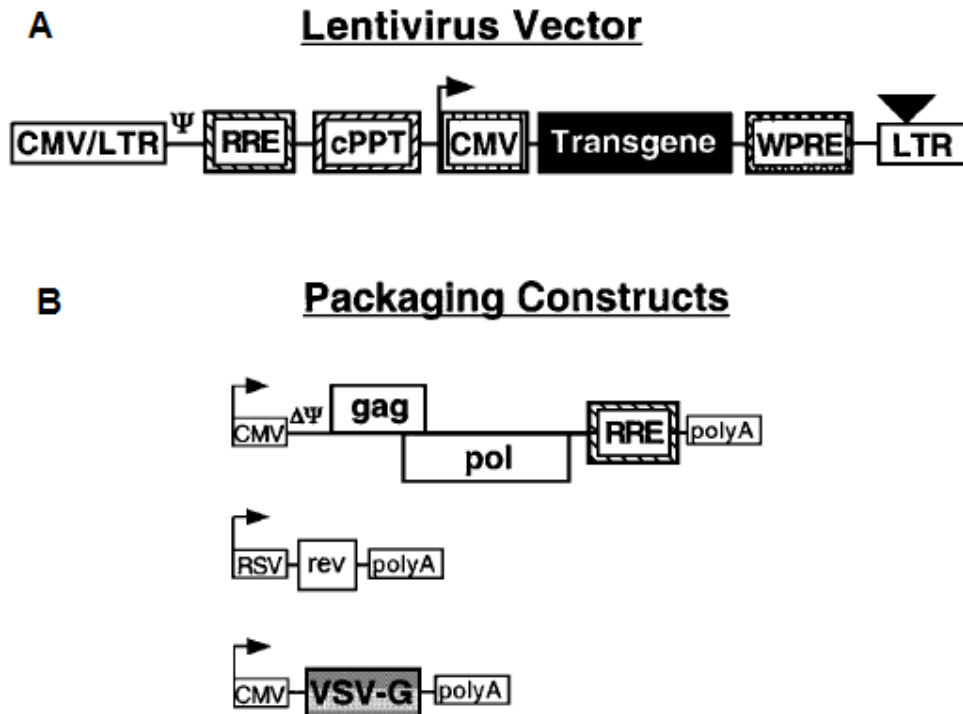 A
Lentivirus Vector
CMV/LTR Ψ RRE cPPT CMV Transgene WPRE LTR
B
Packaging Constructs
CMV ΔΨ gag pol RRE polyA
RSV rev polyA
CMV VSV-G polyA